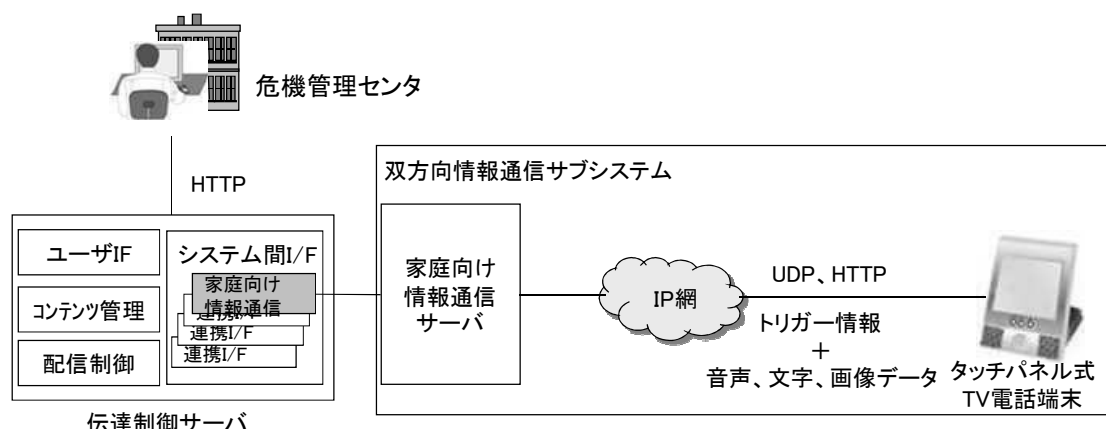 危機管理センタ
HTTP
双方向情報通信サブシステム
ユーザIF
コンテンツ管理
配信制御
システム間I/F
家庭向け
情報通信
連携I/F
連携I/F
連携I/F
伝達制御サーバ
家庭向け
情報通信
サーバ
IP網
UDP、HTTP
トリガー情報
+
音声、文字、画像データ
タッチパネル式
TV電話端末